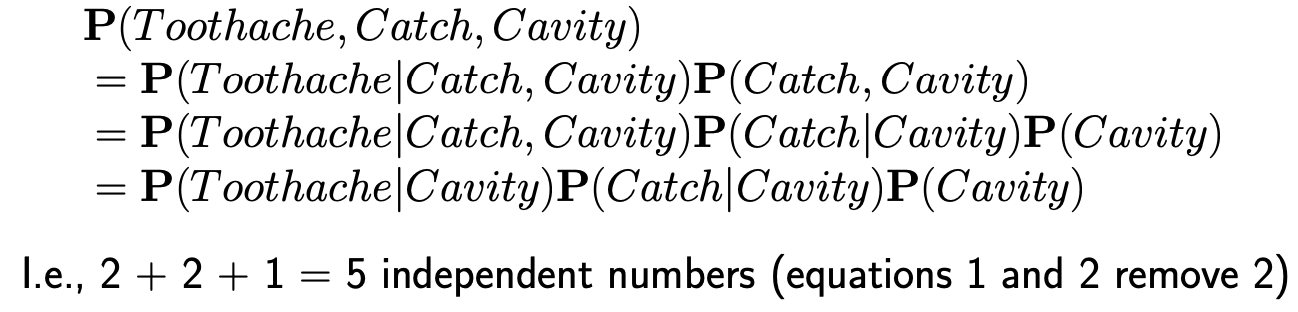 P(Toothache, Catch, Cavity)
= P(Toothache|Catch, Cavity)P(Catch, Cavity)
= P(Toothache|Catch, Cavity)P(Catch|Cavity)P(Cavity)
= P(Toothache|Cavity)P(Catch|Cavity)P(Cavity)
I.e., 2 + 2 + 1 = 5 independent numbers (equations 1 and 2 remove 2)